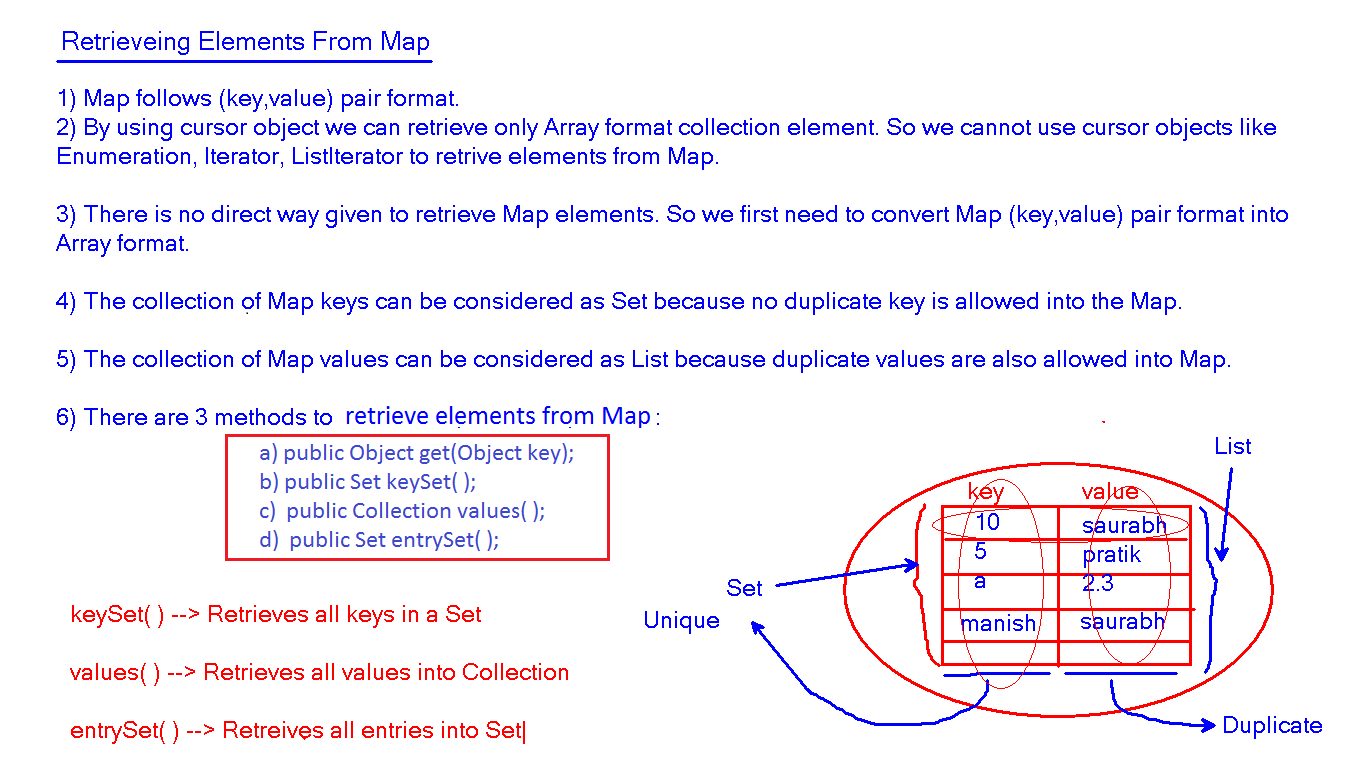 Retrieveing Elements From Map
1) Map follows (key,value) pair format.
2) By using cursor object we can retrieve only Array format collection element. So we cannot use cursor objects like
Enumeration, Iterator, ListIterator to retrive elements from Map.
3) There is no direct way given to retrieve Map elements. So we first need to convert Map (key,value) pair format into
Array format.
4) The collection of Map keys can be considered as Set because no duplicate key is allowed into the Map.
5) The collection of Map values can be considered as List because duplicate values are also allowed into Map.
6) There are 3 methods to retrieve elements from Map :
a) public Object get(Object key);
b) public Set keySet( );
c) public Collection values( );
d) public Set entrySet( );
keySet( ) --> Retrieves all keys in a Set
values( ) --> Retrieves all values into Collection
entrySet( ) --> Retreives all entries into Set
List
key value
10 saurabh
5 pratik
a 2.3
manish saurabh
Set
Unique
Duplicate